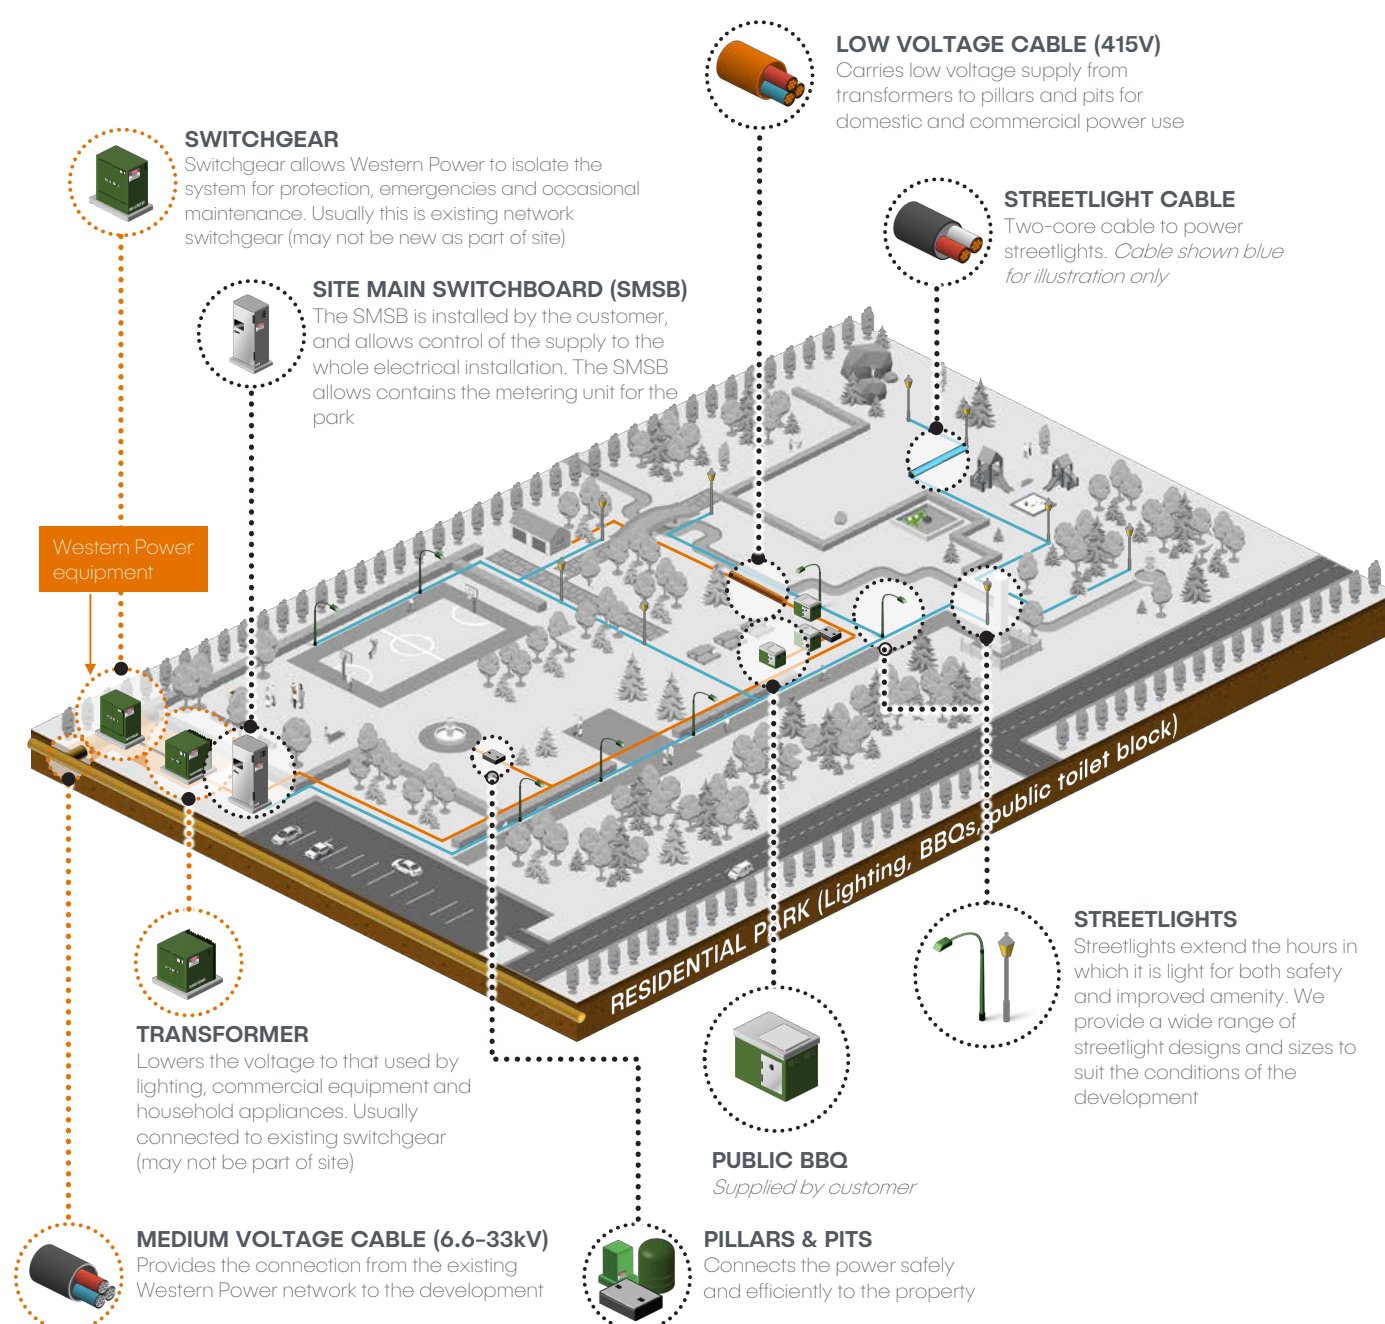 LOW VOLTAGE CABLE (415V)
Carries low voltage supply from
transformers to pillars and pits for
domestic and commercial power use
SWITCHGEAR
Switchgear allows Western Power to isolate the
system for protection, emergencies and occasional
maintenance. Usually this is existing network
switchgear (may not be new as part of site)
STREETLIGHT CABLE
Two-core cable to power
streetlights. Cable shown blue
for illustration only
SITE MAIN SWITCHBOARD (SMSB)
The SMSB is installed by the customer,
and allows control of the supply to the
whole electrical installation. The SMSB
allows contains the metering unit for the
park
Western Power
equipment
RESIDENTIAL PARK (Lighting, BBQs, public toilet block)
STREETLIGHTS
Streetlights extend the hours in
which it is light for both safety
and improved amenity. We
provide a wide range of
streetlight designs and sizes to
suit the conditions of the
development
TRANSFORMER
Lowers the voltage to that used by
lighting, commercial equipment and
household appliances. Usually
connected to existing switchgear
(may not be part of site)
PUBLIC BBQ
Supplied by customer
MEDIUM VOLTAGE CABLE (6.6-33kV)
Provides the connection from the existing
Western Power network to the development
PILLARS & PITS
Connects the power safely
and efficiently to the property